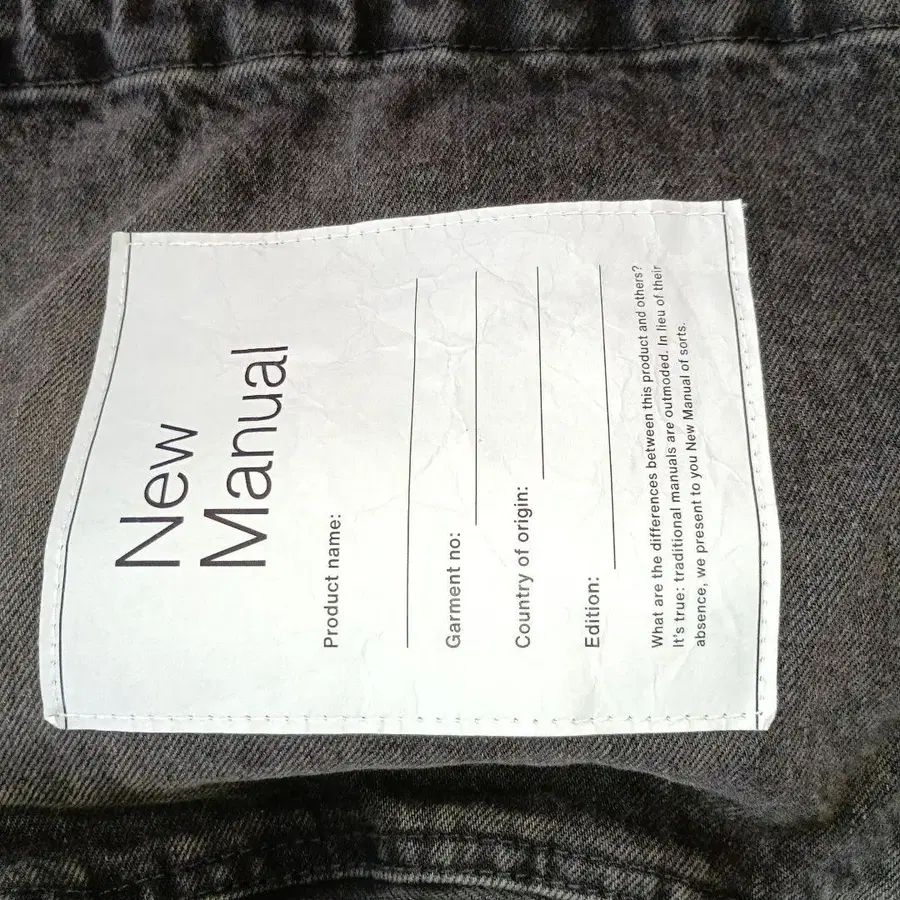 New
Manual
Product name:
Garment no:
Country of origin:
Edition:
What are the differences between this product and others?
It's true: traditional manuals are outmoded. In lieu of their
absence, we present to you New Manual of sorts.